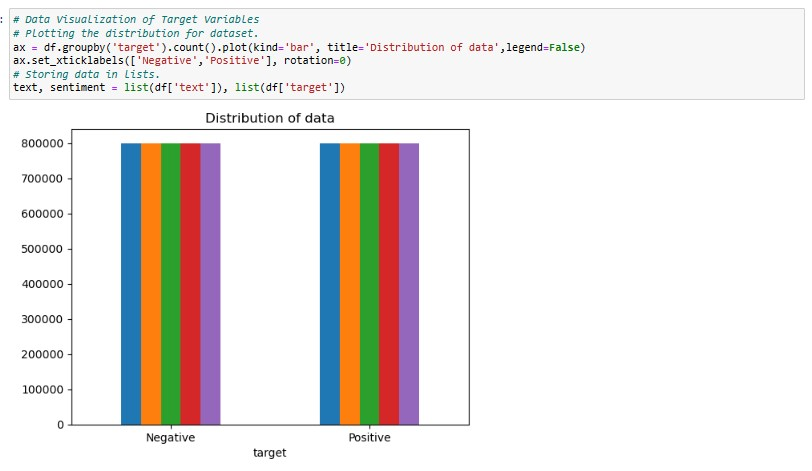 :
# Data Visualization of Target Variables
# Plotting the distribution for dataset.
ax = df.groupby('target').count().plot(kind='bar', title='Distribution of data',legend=False)
ax.set_xticklabels(['Negative','Positive'], rotation=0)
# Storing data in lists.
text, sentiment = list(df['text']), list(df['target'])
Distribution of data
800000
700000
600000
500000
400000
300000
200000
100000
0
Negative Positive
target